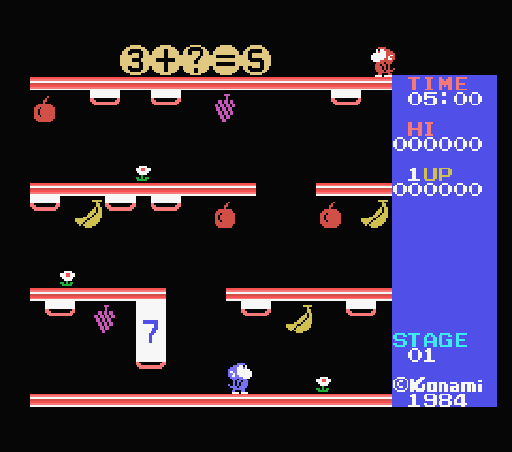 3+?=5
TIME
05:00
HI
000000
1UP
000000
7
STAGE
01
©Konami
1984